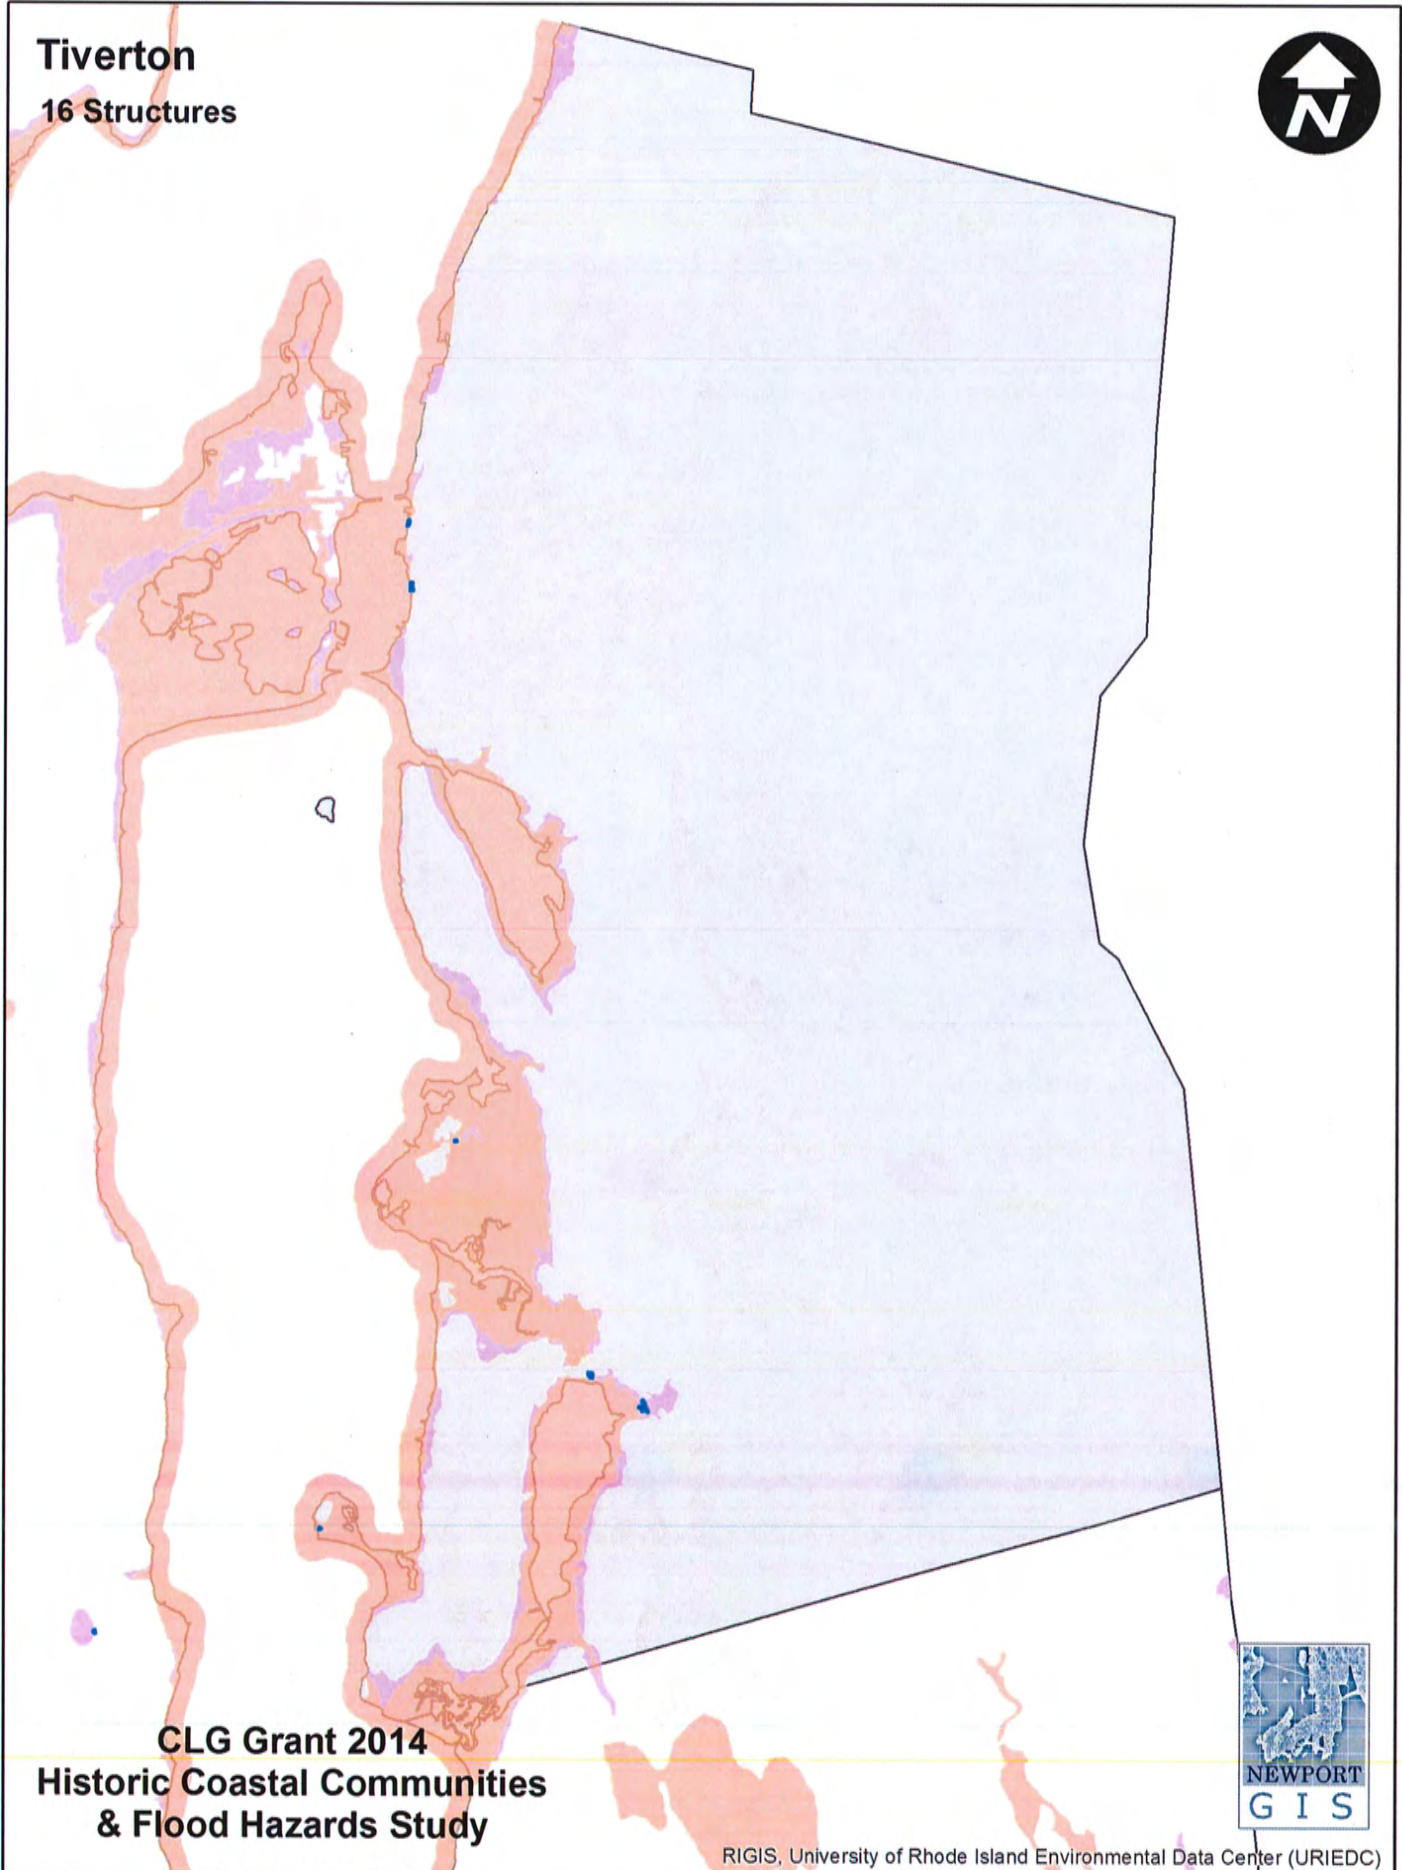 Tiverton
16 Structures
N
CLG Grant 2014
Historic Coastal Communities
& Flood Hazards Study
NEWPORT
G I S
RIGIS, University of Rhode Island Environmental Data Center (URIEDC)